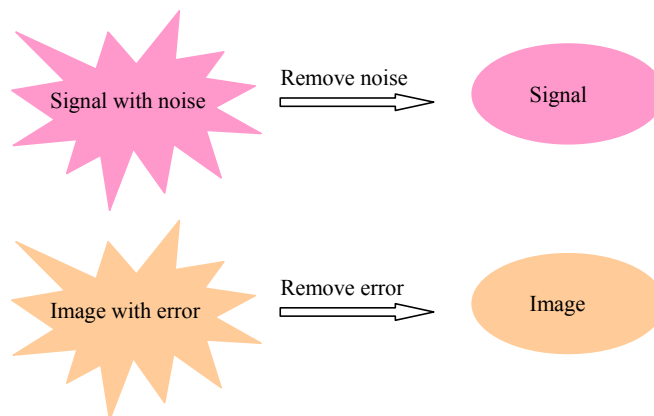 Signal with noise
Remove noise
Signal
Image with error
Remove error
Image